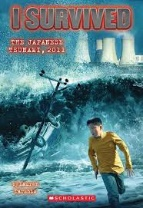 I SURVIVED
THE JAPANESE
TSUNAMI, 2011
SCHOLASTIC